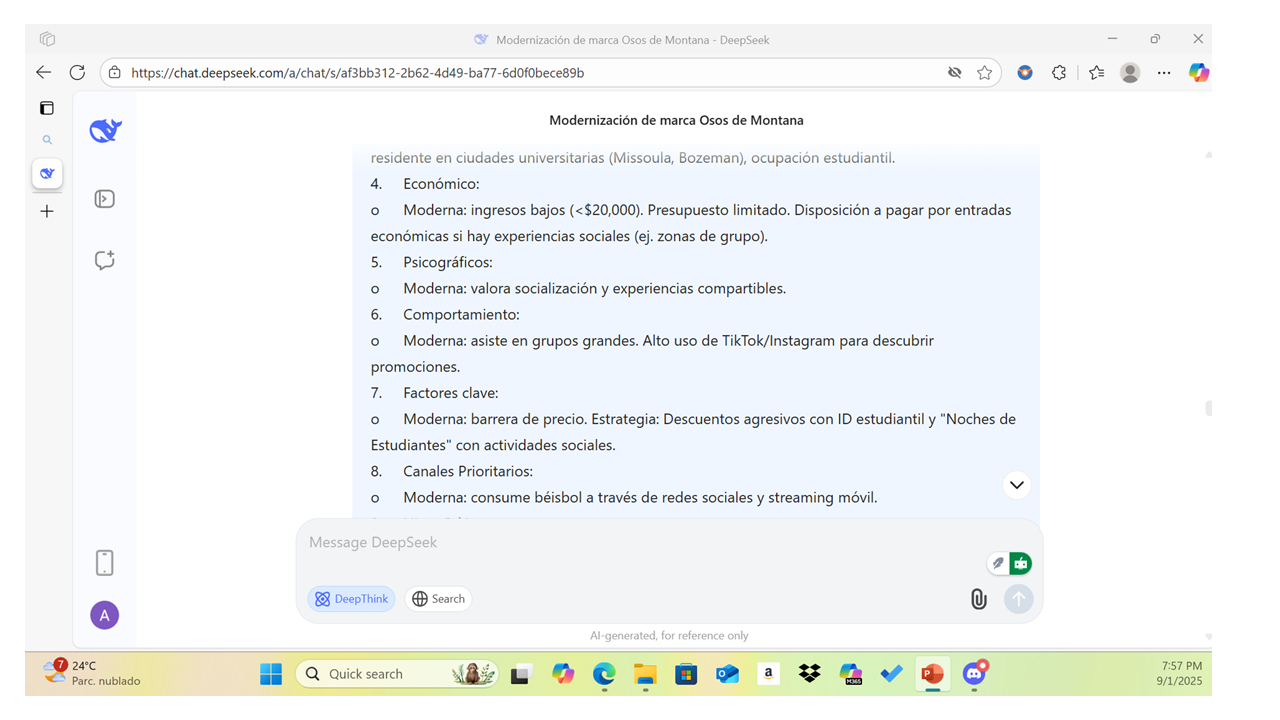 Modernización de marca Osos de Montana - DeepSeek
https://chat.deepseek.com/a/chat/s/af3bb312-2b62-4d49-ba77-6d0f0bece89b
Modernización de marca Osos de Montana
residente en ciudades universitarias (Missoula, Bozeman), ocupación estudiantil.
4. Económico:
o Moderna: ingresos bajos (<$20,000). Presupuesto limitado. Disposición a pagar por entradas
económicas si hay experiencias sociales (ej. zonas de grupo).
5. Psicográficos:
o Moderna: valora socialización y experiencias compartibles.
6. Comportamiento:
o Moderna: asiste en grupos grandes. Alto uso de TikTok/Instagram para descubrir
promociones.
7. Factores clave:
o Moderna: barrera de precio. Estrategia: Descuentos agresivos con ID estudiantil y "Noches de
Estudiantes" con actividades sociales.
8. Canales Prioritarios:
o Moderna: consume béisbol a través de redes sociales y streaming móvil.
Message DeepSeek
DeepThink
Search
A
AI-generated, for reference only
7
24°C
Parc. nublado
Quick search
a
M365
P
7:57 PM
9/1/2025